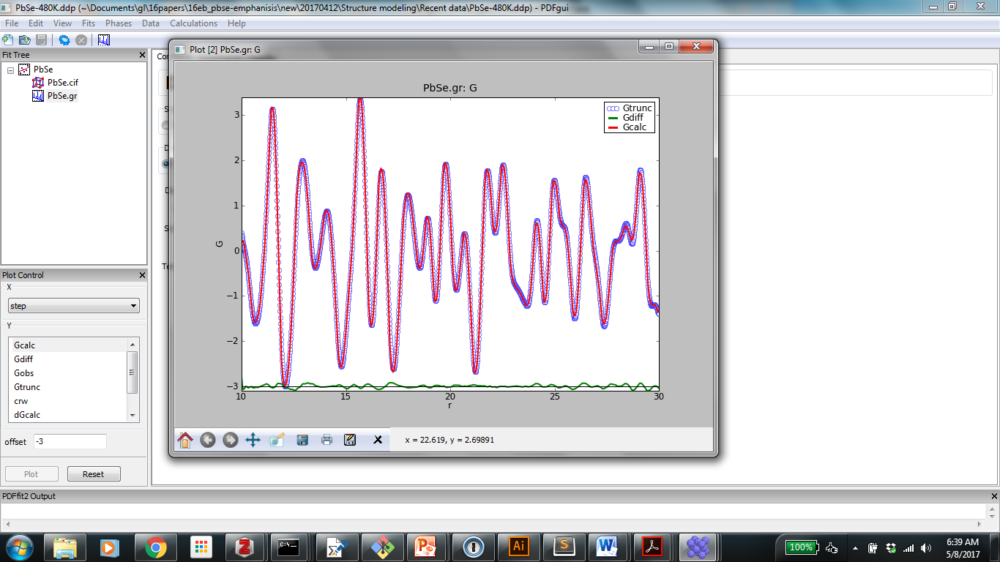 PbSe-480K.ddp (~\Documents\gl\16papers\16eb_pbse-emphanisis\new\20170412\Structure modeling\Recent data\PbSe-480K.ddp) - PDFgui
File Edit View Fits Phases Data Calculations Help
Fit Tree
PbSe
PbSe.cif
PbSe.gr
Plot Control
X
step
Y
Gcalc
Gdiff
Gobs
Gtrunc
crw
dGcalc
offset -3
Plot Reset
Plot [2] PbSe.gr: G
PbSe.gr: G
Gtrunc
Gdiff
Gcalc
3
2
1
0
−1
−2
−3
G
10 15 20 25 30
r
x = 22.619, y = 2.69891
PDFfit2 Output
C:\_
Ai
S
W
100%
6:39 AM
5/8/2017